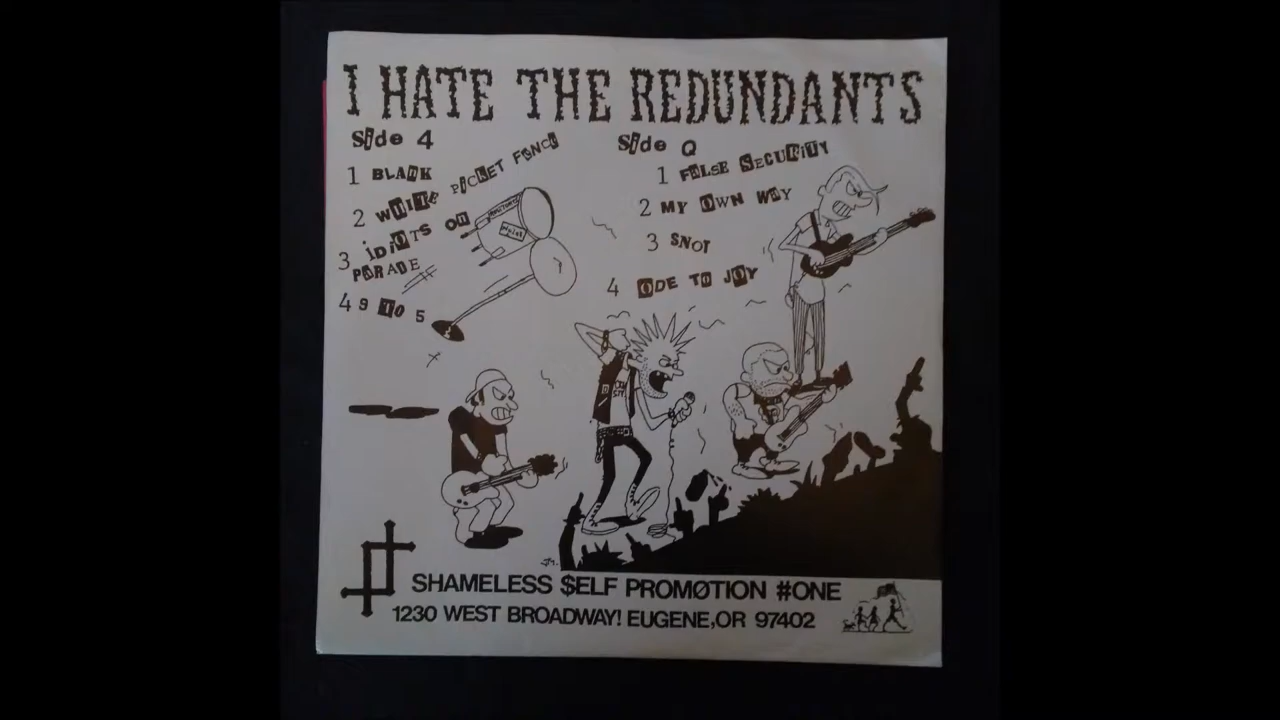 I HATE THE REDUNDANTS
Side 4
1 BLANK
2 WHITE PICKET FENCE
3 IDIOTS ON
PARADE
4 9 TO 5
Side Q
1 FALSE SECURITY
2 MY OWN WAY
3 SNOT
4 ODE TO JOY
SHAMELESS $ELF PROMØTION #ONE
1230 WEST BROADWAY! EUGENE,OR 97402